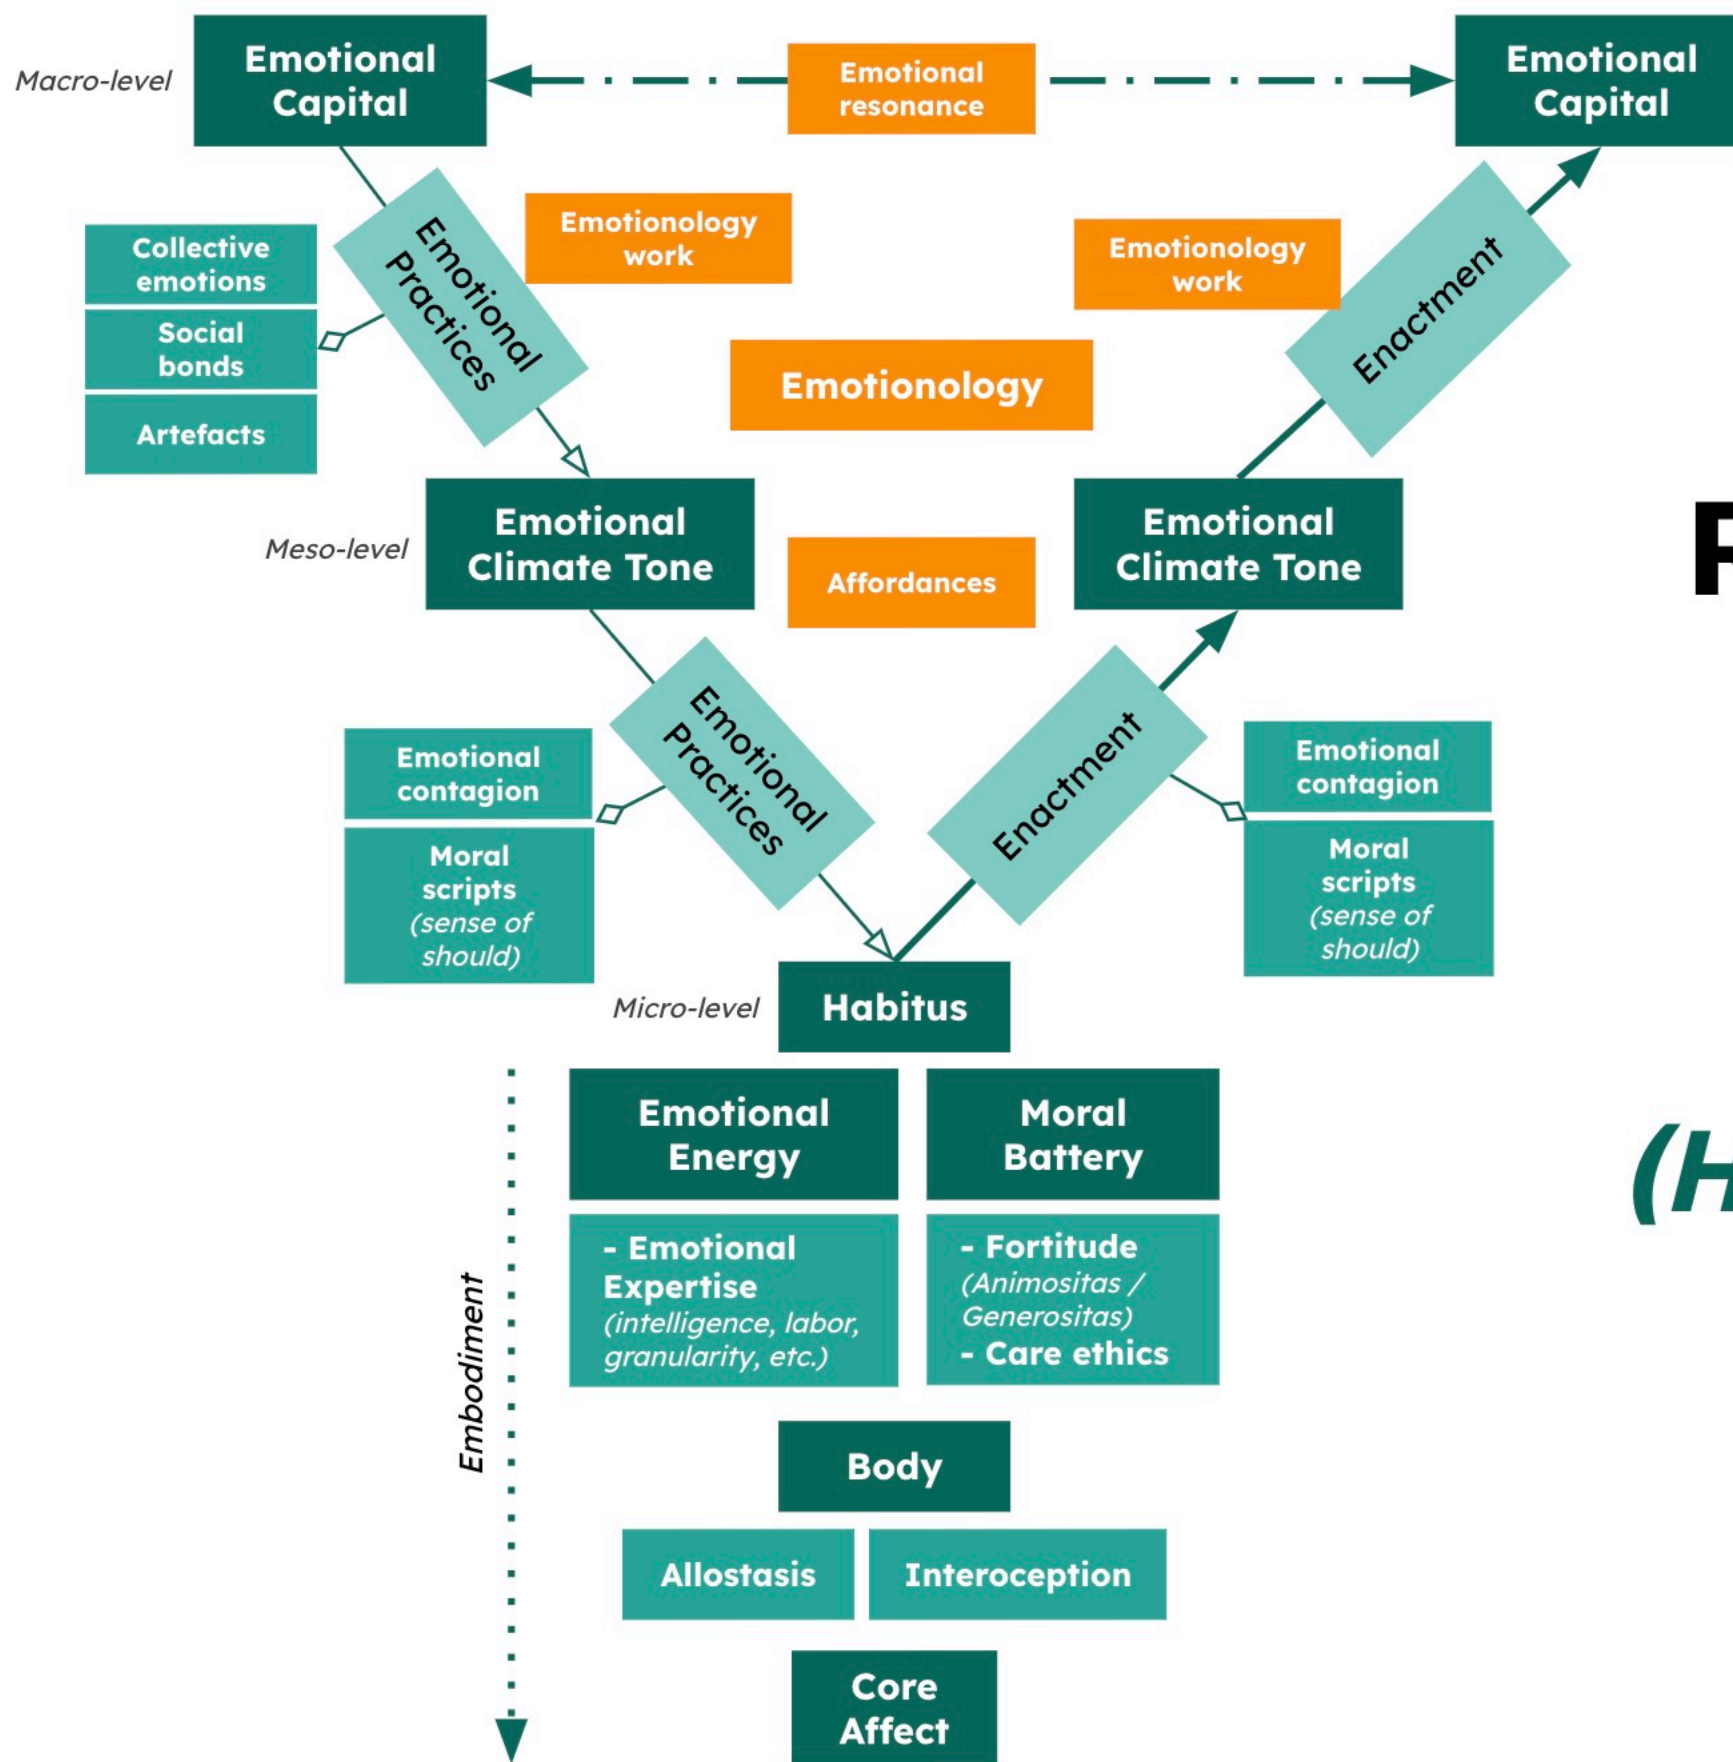 Macro-level
Emotional
Capital
Emotional
resonance
Emotional
Capital
Collective
emotions
Social
bonds
Artefacts
Emotional
Practices
Emotionology
work
Emotionology
work
Enactment
Emotionology
Meso-level
Emotional
Climate Tone
Affordances
Emotional
Climate Tone
R
Emotional
contagion
Moral
scripts
(sense of
should)
Emotional
Practices
Enactment
Emotional
contagion
Moral
scripts
(sense of
should)
Micro-level
Habitus
Embodiment
Emotional
Energy
Moral
Battery
(H
- Emotional
Expertise
(intelligence, labor,
granularity, etc.)
- Fortitude
(Animositas /
Generositas)
- Care ethics
Body
Allostasis
Interoception
Core
Affect